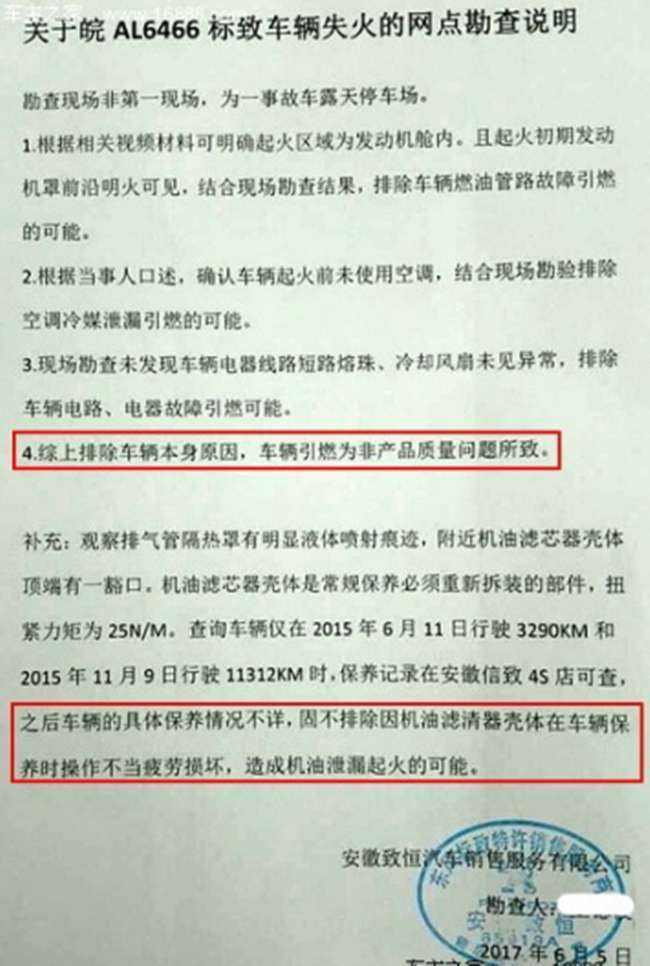 车主之家 www.16888.com
关于皖 AL6466 标致车辆失火的网点勘查说明
勘查现场非第一现场，为一事故车露天停车场。
1.根据相关视频材料可明确起火区域为发动机舱内。且起火初期发动
机罩前沿明火可见，结合现场勘查结果，排除车辆燃油管路故障引燃
的可能。
2.根据当事人口述，确认车辆起火前未使用空调，结合现场勘验排除
空调冷媒泄漏引燃的可能。
3.现场勘查未发现车辆电器线路短路熔珠、冷却风扇未见异常，排除
车辆电路、电器故障引燃可能。
4.综上排除车辆本身原因，车辆引燃为非产品质量问题所致。
补充：观察排气管隔热罩有明显液体喷射痕迹，附近机油滤芯器壳体
顶端有一豁口。机油滤芯器壳体是常规保养必须重新拆装的部件，扭
紧力矩为 25N/M。查询车辆仅在 2015 年 6 月 11 日行驶 3290KM 和
2015 年 11 月 9 日行驶 11312KM 时，保养记录在安徽信致 4S 店可查，
之后车辆的具体保养情况不详，固不排除因机油滤清器壳体在车辆保
养时操作不当疲劳损坏，造成机油泄漏起火的可能。
安徽致恒汽车销售服务有限公司
勘查人：
2017 年 6 月 5 日